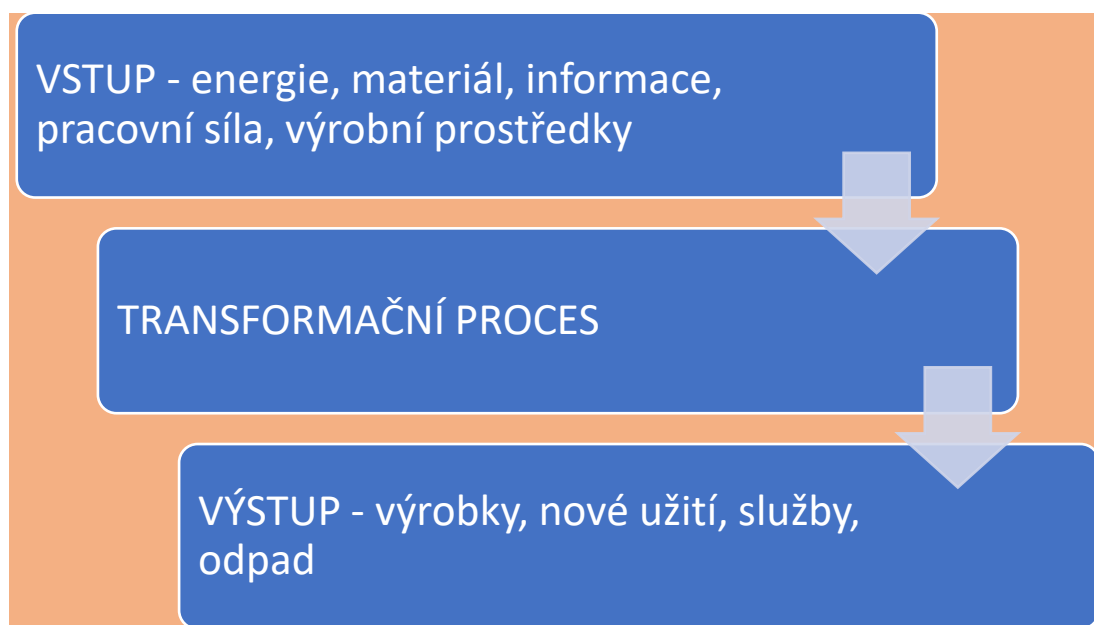 VSTUP - energie, materiál, informace,
pracovní síla, výrobní prostředky
TRANSFORMAČNÍ PROCES
VÝSTUP - výrobky, nové užití, služby,
odpad